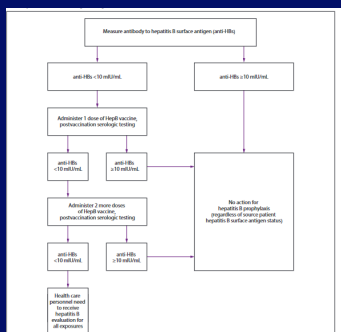 Measure antibody to hepatitis B surface antigen (anti-HBs)
anti-HBs <10 mIU/mL
anti-HBs ≥10 mIU/mL
Administer 1 dose of HepB vaccine,
postvaccination serologic testing
anti-HBs
<10 mIU/mL
anti-HBs
≥10 mIU/mL
No action for
hepatitis B prophylaxis
(regardless of source patient
hepatitis B surface antigen status)
Administer 2 more doses
of HepB vaccine,
postvaccination serologic testing
anti-HBs
<10 mIU/mL
anti-HBs
≥10 mIU/mL
Health care
personnel need
to receive
hepatitis B
evaluation for
all exposures